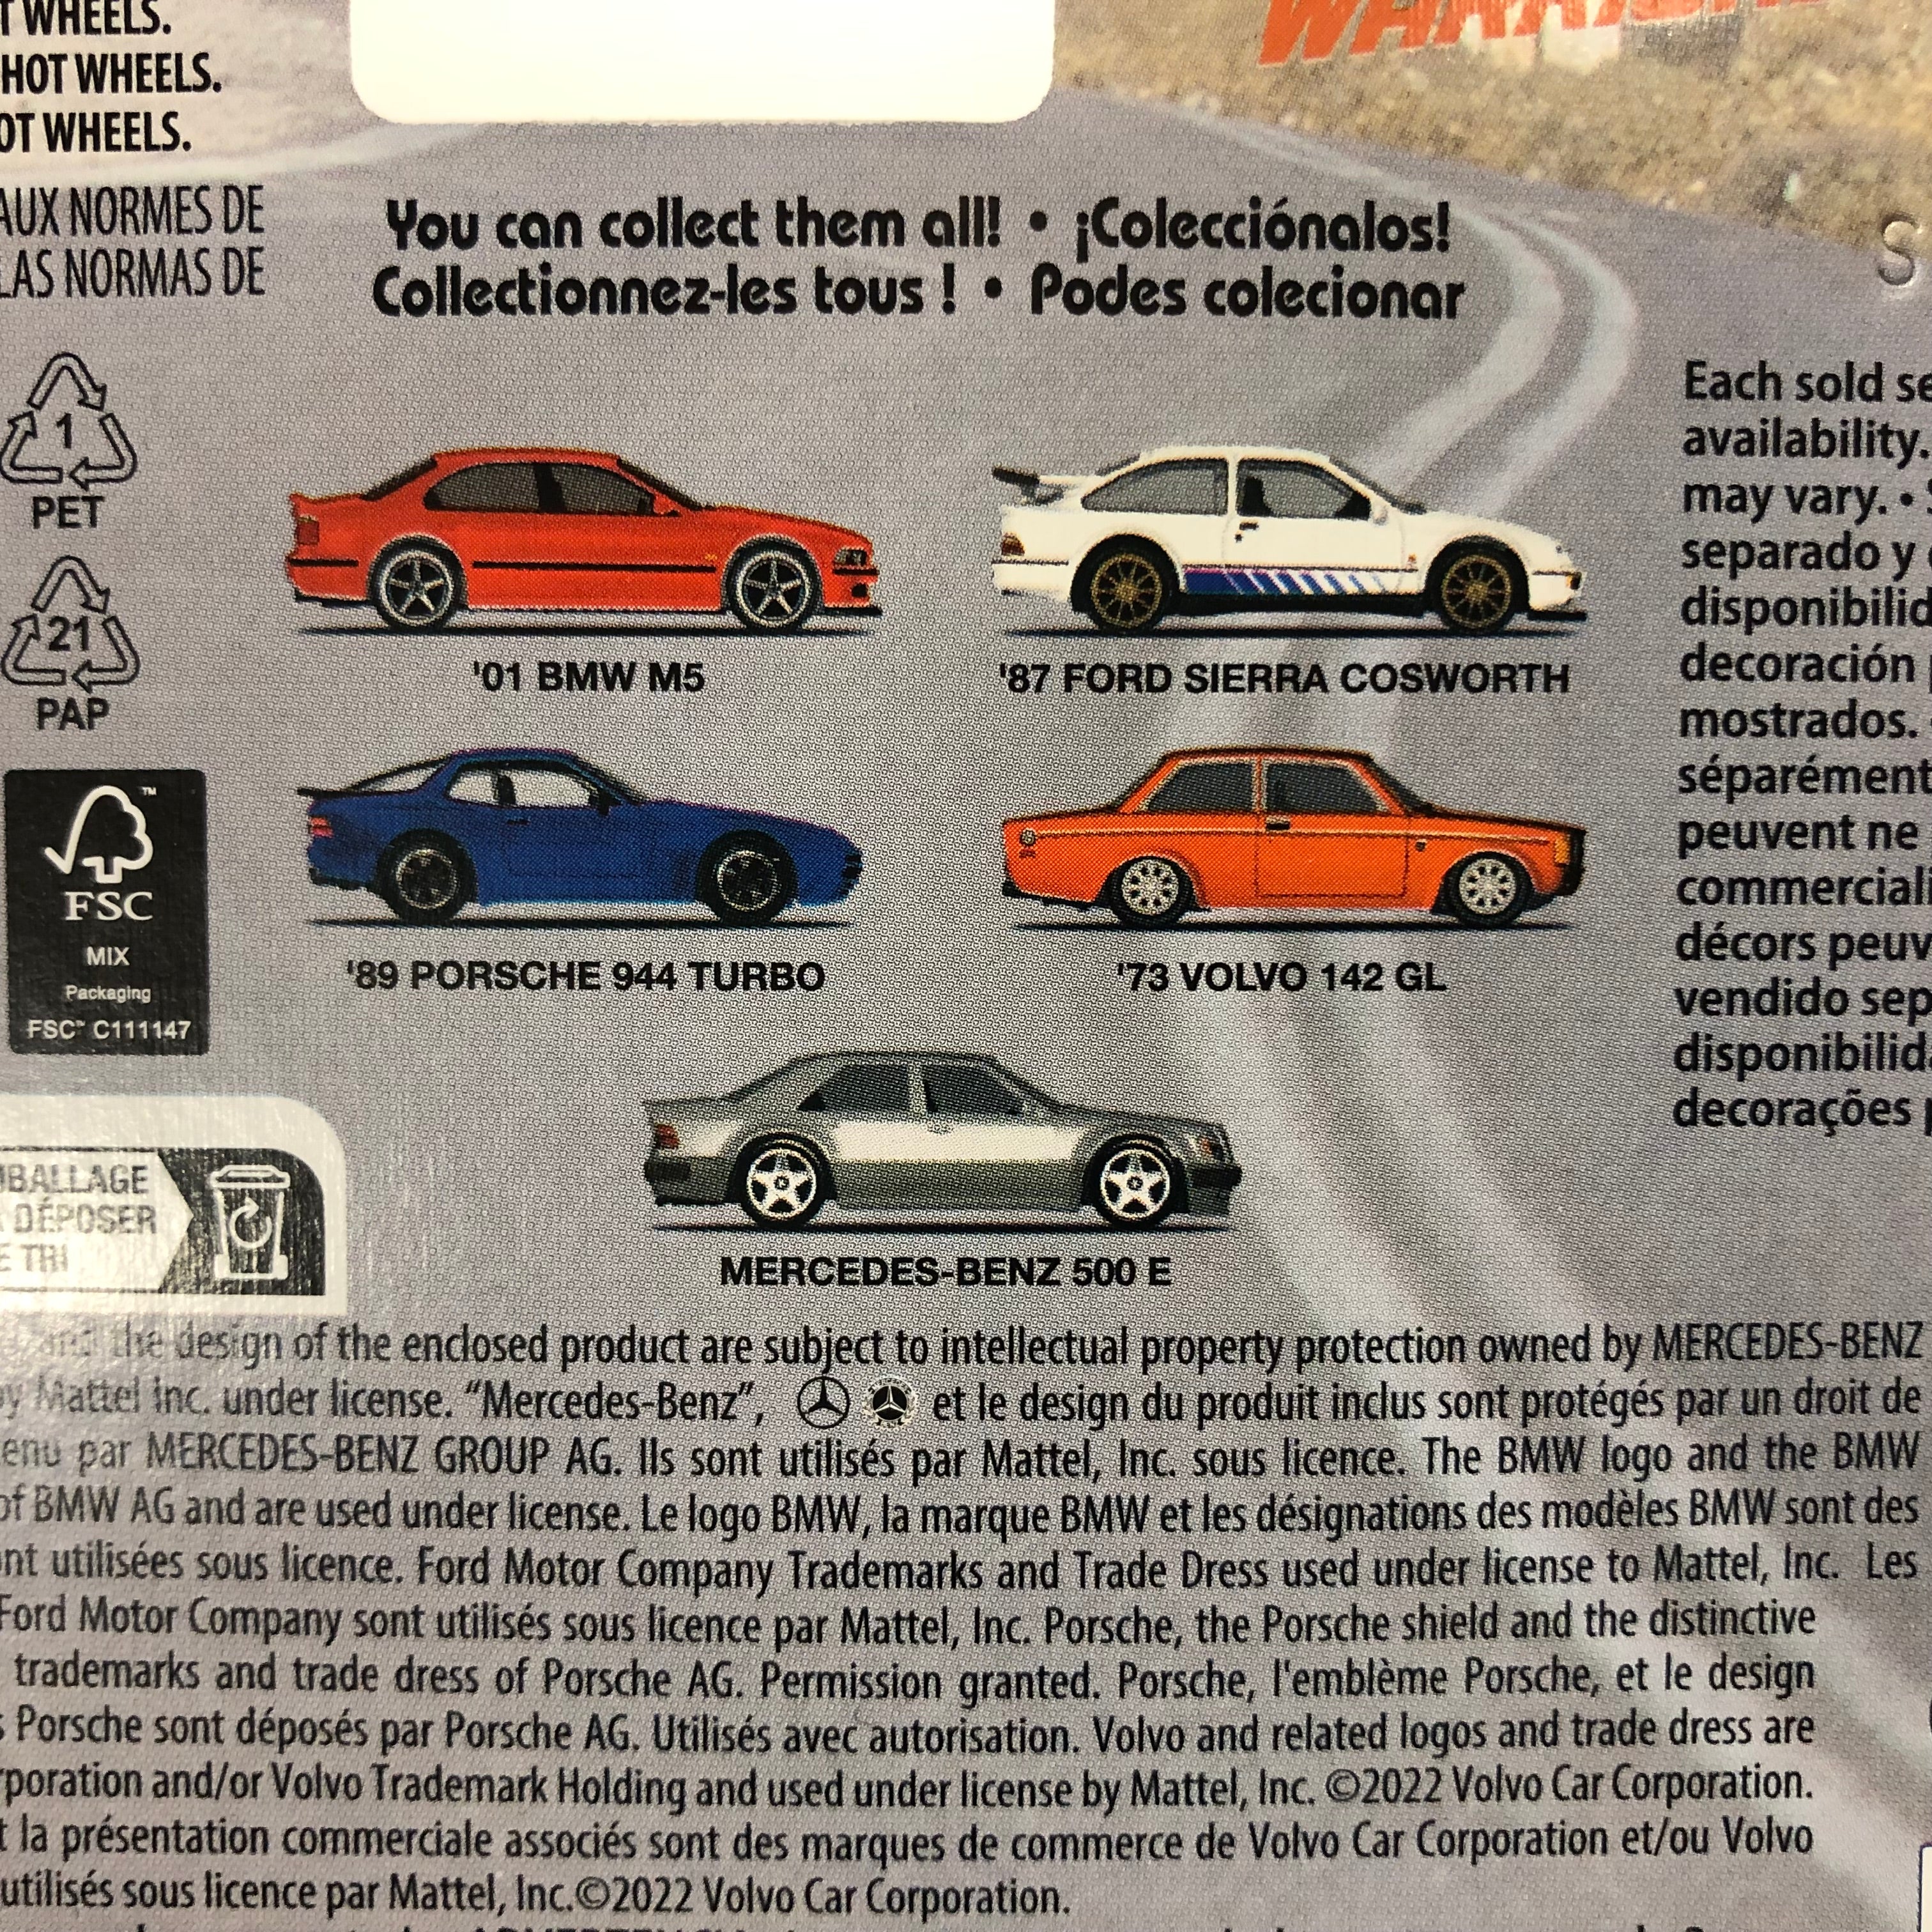 T WHEELS.
HOT WHEELS.
OT WHEELS.
AUX NORMES DE
LAS NORMAS DE
You can collect them all! • ¡Colecciónalos!
Collectionnez-les tous ! • Podes colecionar
1
PET
21
PAP
FSC™
MIX
Packaging
FSC™ C111147
BALLAGE
DÉPOSER
TRI
'01 BMW M5
'87 FORD SIERRA COSWORTH
'89 PORSCHE 944 TURBO
'73 VOLVO 142 GL
MERCEDES-BENZ 500 E
Each sold se
availability.
may vary. •
separado y
disponibilid
decoración
mostrados.
séparément
peuvent ne
commerciali
décors peuv
vendido sep
disponibilid
decorações
and the design of the enclosed product are subject to intellectual property protection owned by MERCEDES-BENZ
by Mattel Inc. under license. “Mercedes-Benz”, et le design du produit inclus sont protégés par un droit de
enu par MERCEDES-BENZ GROUP AG. Ils sont utilisés par Mattel, Inc. sous licence. The BMW logo and the BMW
of BMW AG and are used under license. Le logo BMW, la marque BMW et les désignations des modèles BMW sont des
nt utilisées sous licence. Ford Motor Company Trademarks and Trade Dress used under license to Mattel, Inc. Les
Ford Motor Company sont utilisés sous licence par Mattel, Inc. Porsche, the Porsche shield and the distinctive
trademarks and trade dress of Porsche AG. Permission granted. Porsche, l'emblème Porsche, et le design
s Porsche sont déposés par Porsche AG. Utilisés avec autorisation. Volvo and related logos and trade dress are
rporation and/or Volvo Trademark Holding and used under license by Mattel, Inc. ©2022 Volvo Car Corporation.
t la présentation commerciale associés sont des marques de commerce de Volvo Car Corporation et/ou Volvo
utilisés sous licence par Mattel, Inc.©2022 Volvo Car Corporation.